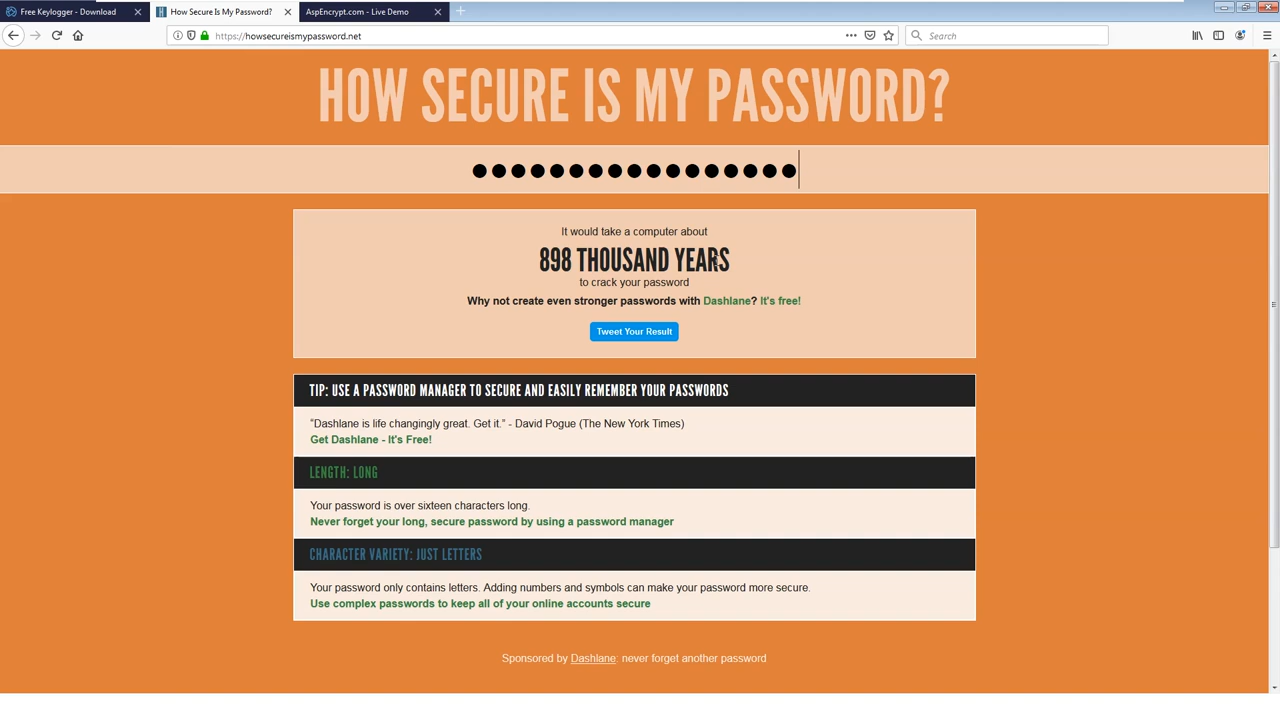 Free Keylogger - Download
How Secure Is My Password?
AspEncrypt.com - Live Demo
https://howsecureismypassword.net
Search
HOW SECURE IS MY PASSWORD?
It would take a computer about
898 THOUSAND YEARS
to crack your password
Why not create even stronger passwords with Dashlane? It's free!
Tweet Your Result
TIP: USE A PASSWORD MANAGER TO SECURE AND EASILY REMEMBER YOUR PASSWORDS
"Dashlane is life changingly great. Get it." - David Pogue (The New York Times)
Get Dashlane - It's Free!
LENGTH: LONG
Your password is over sixteen characters long.
Never forget your long, secure password by using a password manager
CHARACTER VARIETY: JUST LETTERS
Your password only contains letters. Adding numbers and symbols can make your password more secure.
Use complex passwords to keep all of your online accounts secure
Sponsored by Dashlane: never forget another password